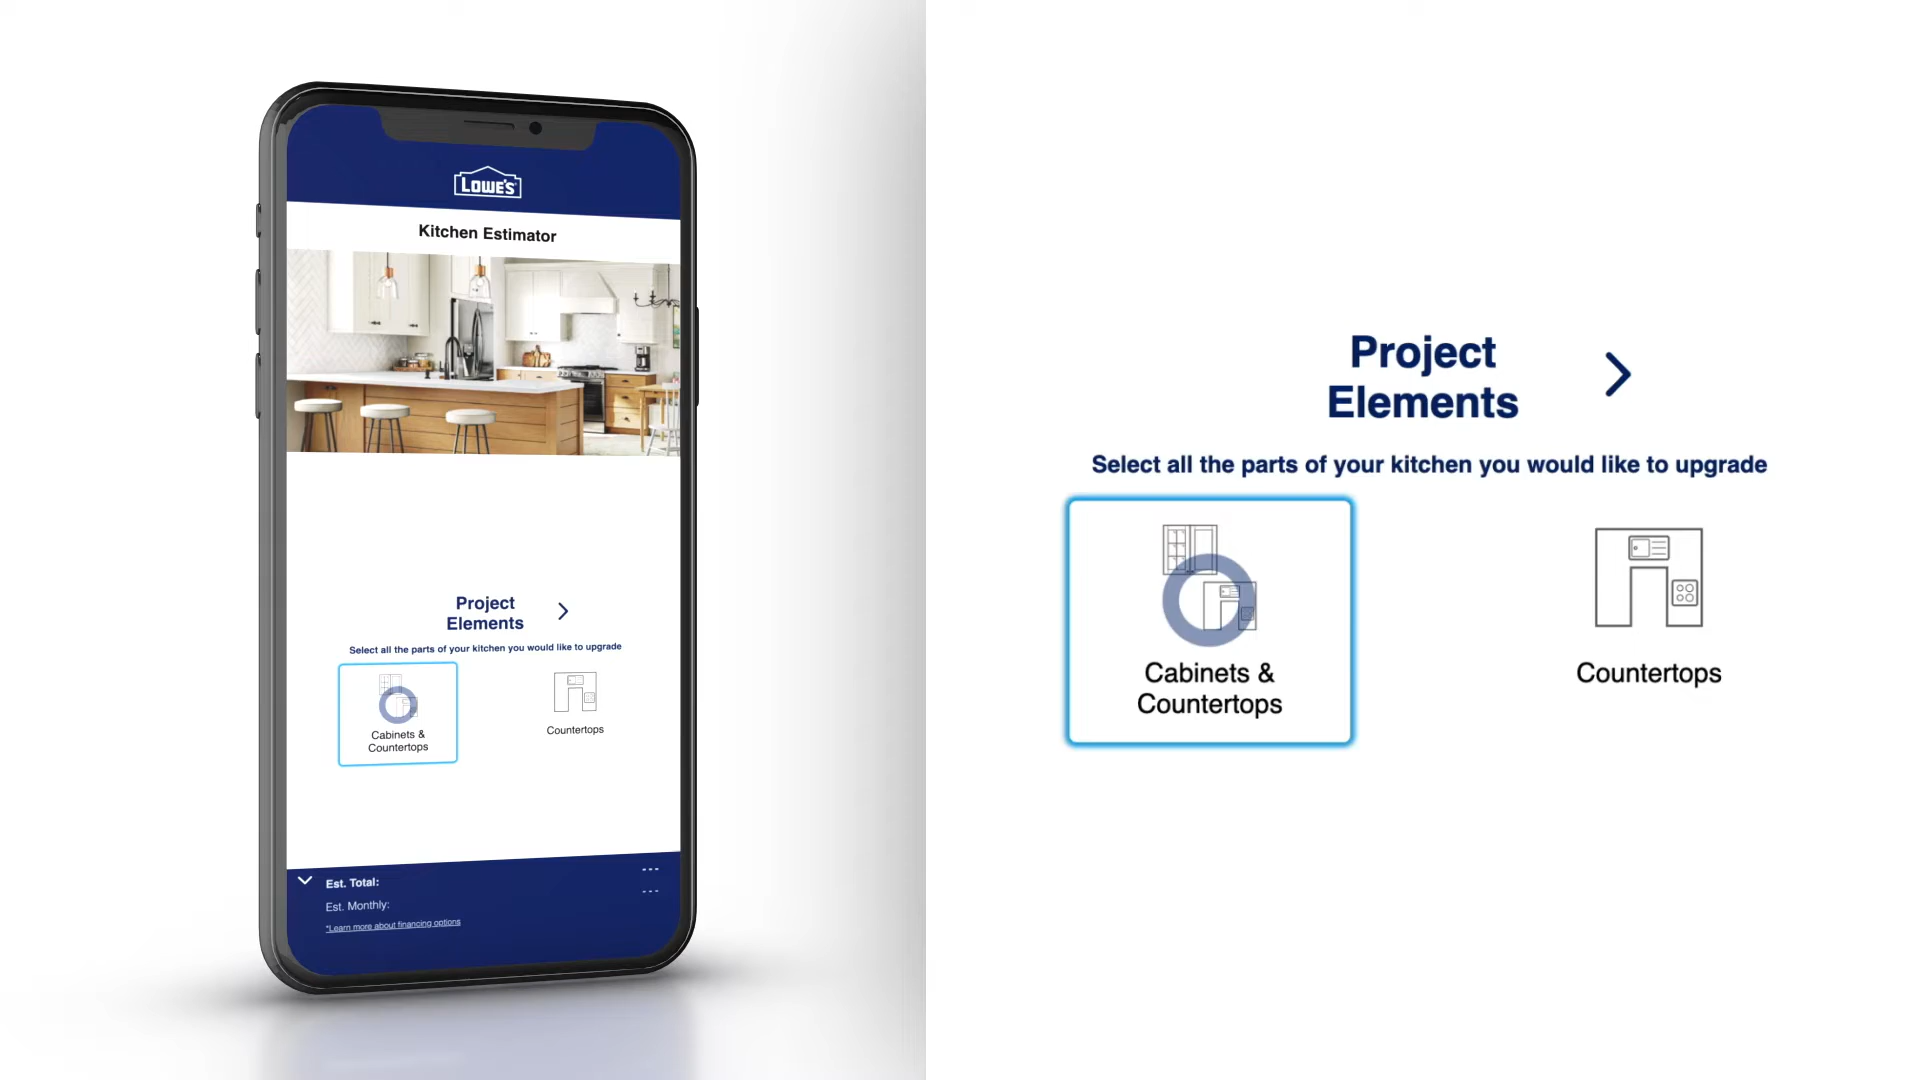 LOWE'S
Kitchen Estimator
Project
Elements
Select all the parts of your kitchen you would like to upgrade
Cabinets &
Countertops
Countertops
Est. Total:
---
Est. Monthly:
---
*Learn more about financing options
Project
Elements
Select all the parts of your kitchen you would like to upgrade
Cabinets &
Countertops
Countertops